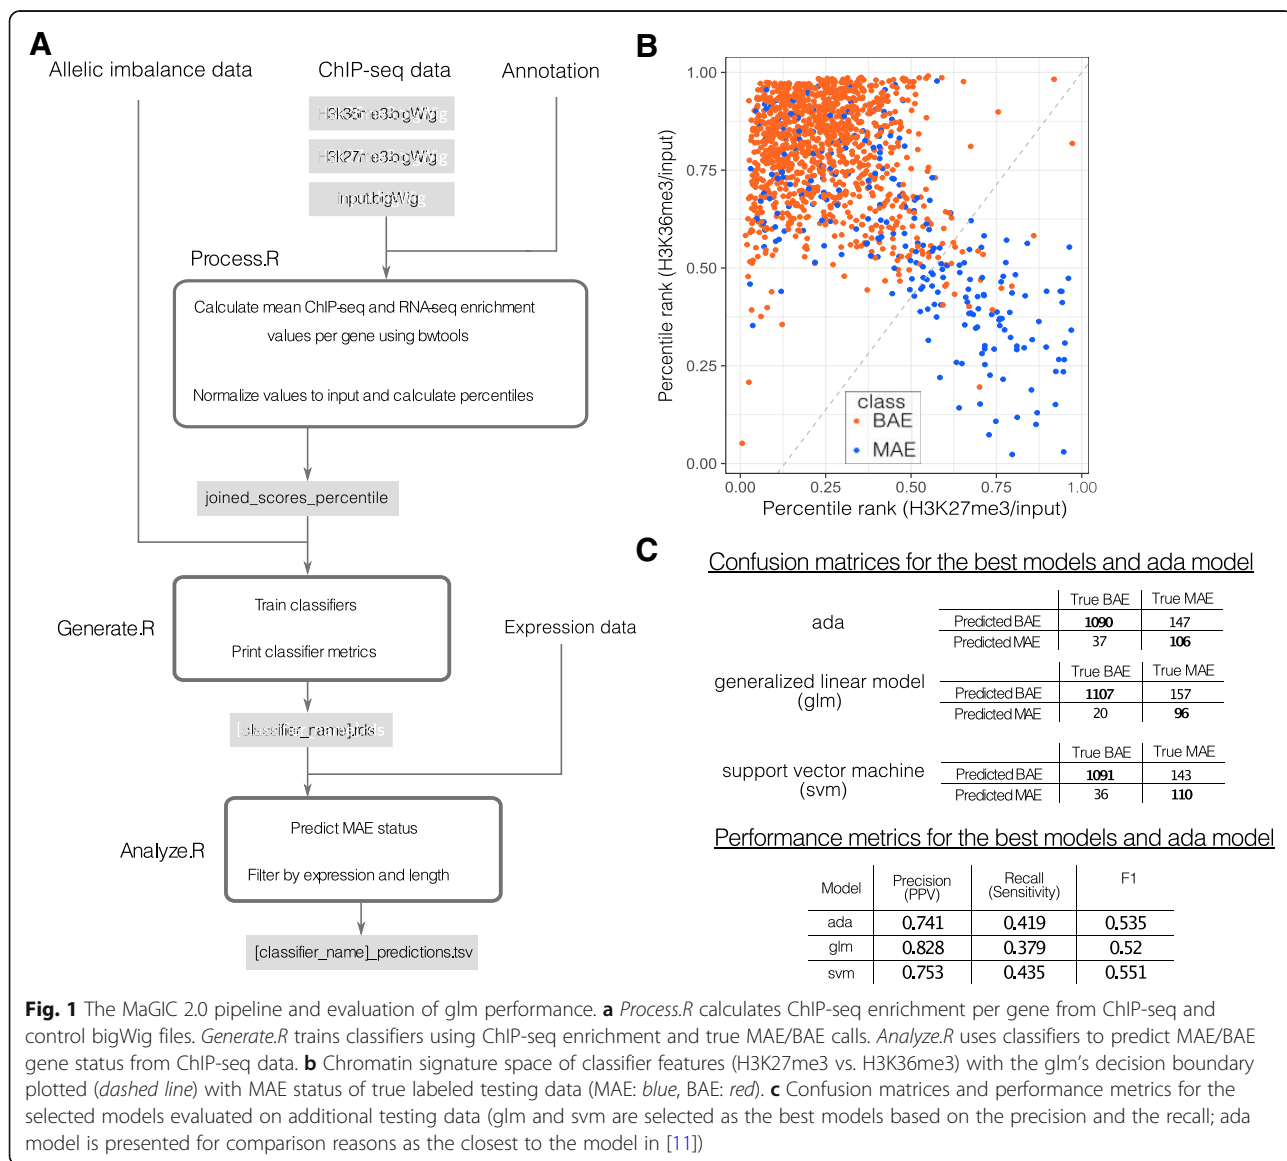 A
Allelic imbalance data
ChIP-seq data
Annotation
input.bigWig
Process.R
Calculate mean ChIP-seq and RNA-seq enrichment
values per gene using bwtools
Normalize values to input and calculate percentiles
joined_scores_percentile
Generate.R
Train classifiers
Print classifier metrics
Expression data
[classifier_name].rds
Analyze.R
Predict MAE status
Filter by expression and length
[classifier_name]_predictions.tsv
B
Percentile rank (H3K36me3/input)
1.00
0.75
0.50
0.25
0.00
class
BAE
MAE
0.00 0.25 0.50 0.75 1.00
Percentile rank (H3K27me3/input)
C
Confusion matrices for the best models and ada model
ada
True BAE True MAE
Predicted BAE 1090 147
Predicted MAE 37 106
generalized linear model
(glm)
True BAE True MAE
Predicted BAE 1107 157
Predicted MAE 20 96
support vector machine
(svm)
True BAE True MAE
Predicted BAE 1091 143
Predicted MAE 36 110
Performance metrics for the best models and ada model
Model Precision (PPV) Recall (Sensitivity) F1
ada 0.741 0.419 0.535
glm 0.828 0.379 0.52
svm 0.753 0.435 0.551
Fig. 1 The MaGIC 2.0 pipeline and evaluation of glm performance. a Process.R calculates ChIP-seq enrichment per gene from ChIP-seq and
control bigWig files. Generate.R trains classifiers using ChIP-seq enrichment and true MAE/BAE calls. Analyze.R uses classifiers to predict MAE/BAE
gene status from ChIP-seq data. b Chromatin signature space of classifier features (H3K27me3 vs. H3K36me3) with the glm's decision boundary
plotted (dashed line) with MAE status of true labeled testing data (MAE: blue, BAE: red). c Confusion matrices and performance metrics for the
selected models evaluated on additional testing data (glm and svm are selected as the best models based on the precision and the recall; ada
model is presented for comparison reasons as the closest to the model in [11])